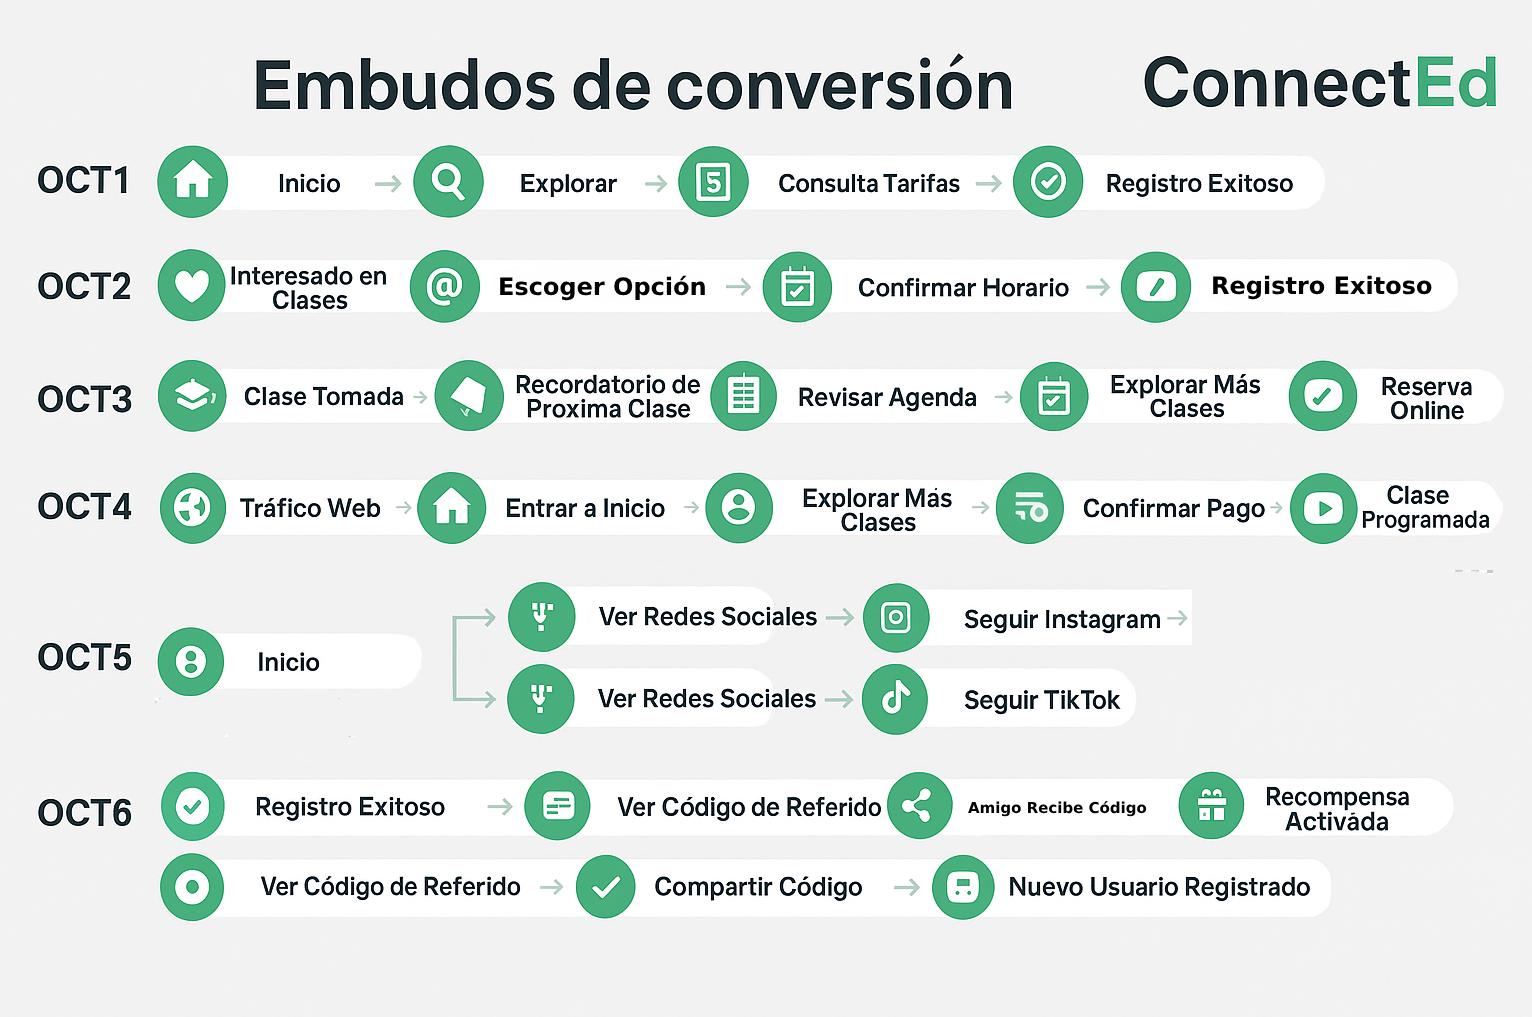 Embudos de conversión
ConnectEd
OCT1
Inicio
Explorar
5
Consulta Tarifas
Registro Exitoso
OCT2
Interesado en
Clases
@
Escoger Opción
Confirmar Horario
Registro Exitoso
OCT3
Clase Tomada
Recordatorio de
Proxima Clase
Revisar Agenda
Explorar Más
Clases
Reserva
Online
OCT4
Tráfico Web
Entrar a Inicio
Explorar Más
Clases
Confirmar Pago
Clase
Programada
OCT5
Inicio
Ver Redes Sociales
Seguir Instagram
Ver Redes Sociales
Seguir TikTok
OCT6
Registro Exitoso
Ver Código de Referido
Amigo Recibe Código
Recompensa
Activáda
Ver Código de Referido
Compartir Código
Nuevo Usuario Registrado